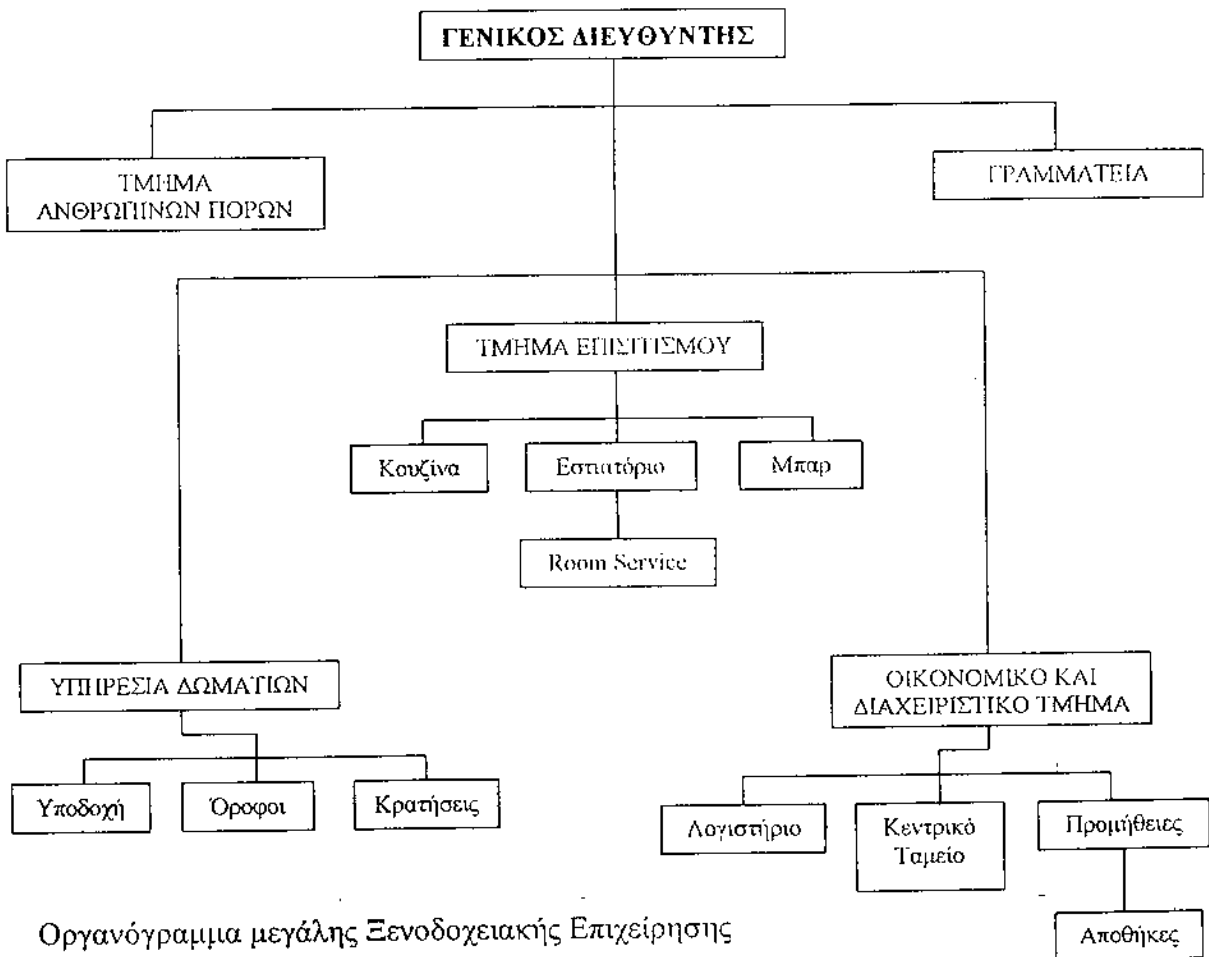 ΓΕΝΙΚΟΣ ΔΙΕΥΘΥΝΤΗΣ
ΤΜΗΜΑ
ΑΝΘΡΩΠΙΝΩΝ ΠΟΡΩΝ
ΓΡΑΜΜΑΤΕΙΑ
ΤΜΗΜΑ ΕΠΙΣΙΤΙΣΜΟΥ
Κουζίνα
Εστιατόριο
Μπαρ
Room Service
ΥΠΗΡΕΣΙΑ ΔΩΜΑΤΙΩΝ
ΟΙΚΟΝΟΜΙΚΟ ΚΑΙ
ΔΙΑΧΕΙΡΙΣΤΙΚΟ ΤΜΗΜΑ
Υποδοχή
Όροφοι
Κρατήσεις
Λογιστήριο
Κεντρικό
Ταμείο
Προμήθειες
Αποθήκες
Οργανόγραμμα μεγάλης Ξενοδοχειακής Επιχείρησης